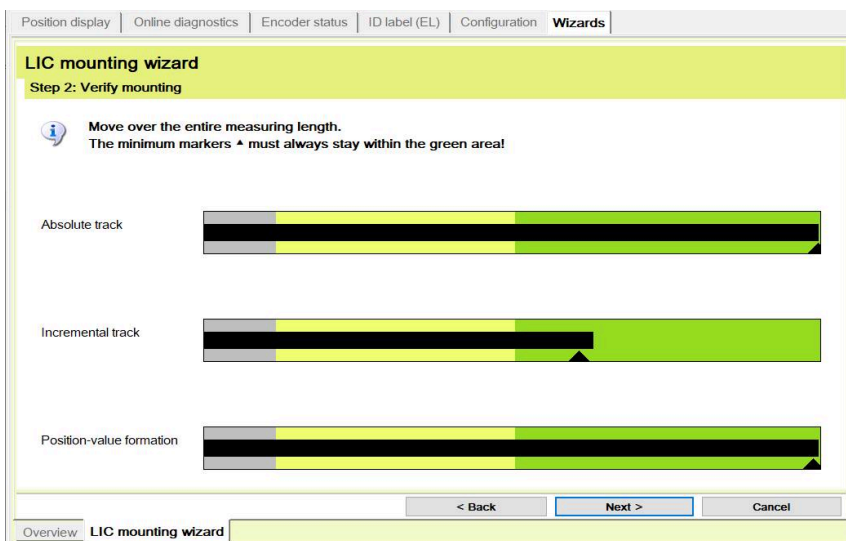 Position display Online diagnostics Encoder status ID label (EL) Configuration Wizards
LIC mounting wizard
Step 2: Verify mounting
Move over the entire measuring length.
The minimum markers ▲ must always stay within the green area!
Absolute track
Incremental track
Position-value formation
< Back Next > Cancel
Overview LIC mounting wizard